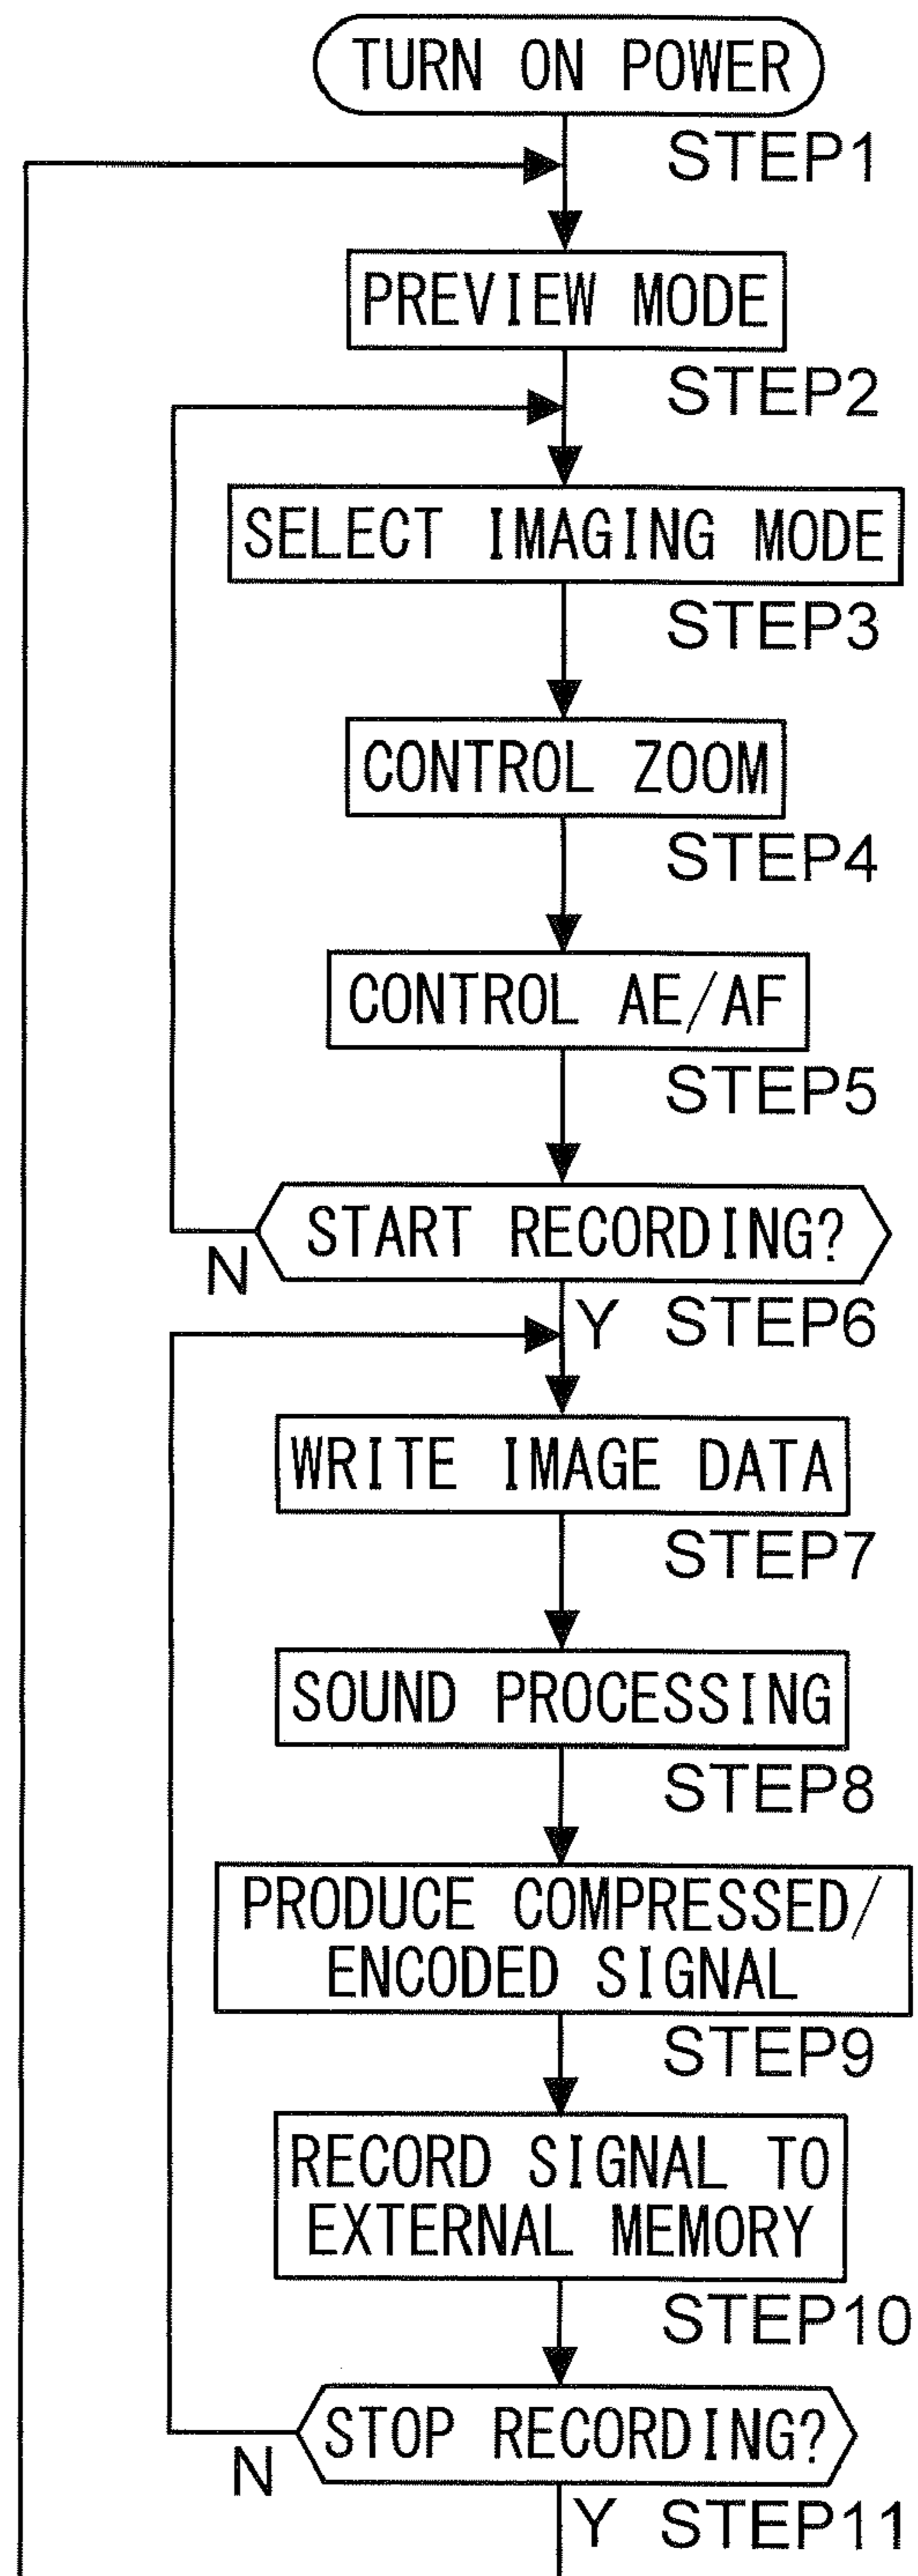 TURN ON POWER
STEP1
PREVIEW MODE
STEP2
SELECT IMAGING MODE
STEP3
CONTROL ZOOM
STEP4
CONTROL AE/AF
STEP5
START RECORDING?
N
Y STEP6
WRITE IMAGE DATA
STEP7
SOUND PROCESSING
STEP8
PRODUCE COMPRESSED/
ENCODED SIGNAL
STEP9
RECORD SIGNAL TO
EXTERNAL MEMORY
STEP10
STOP RECORDING?
N
Y STEP11